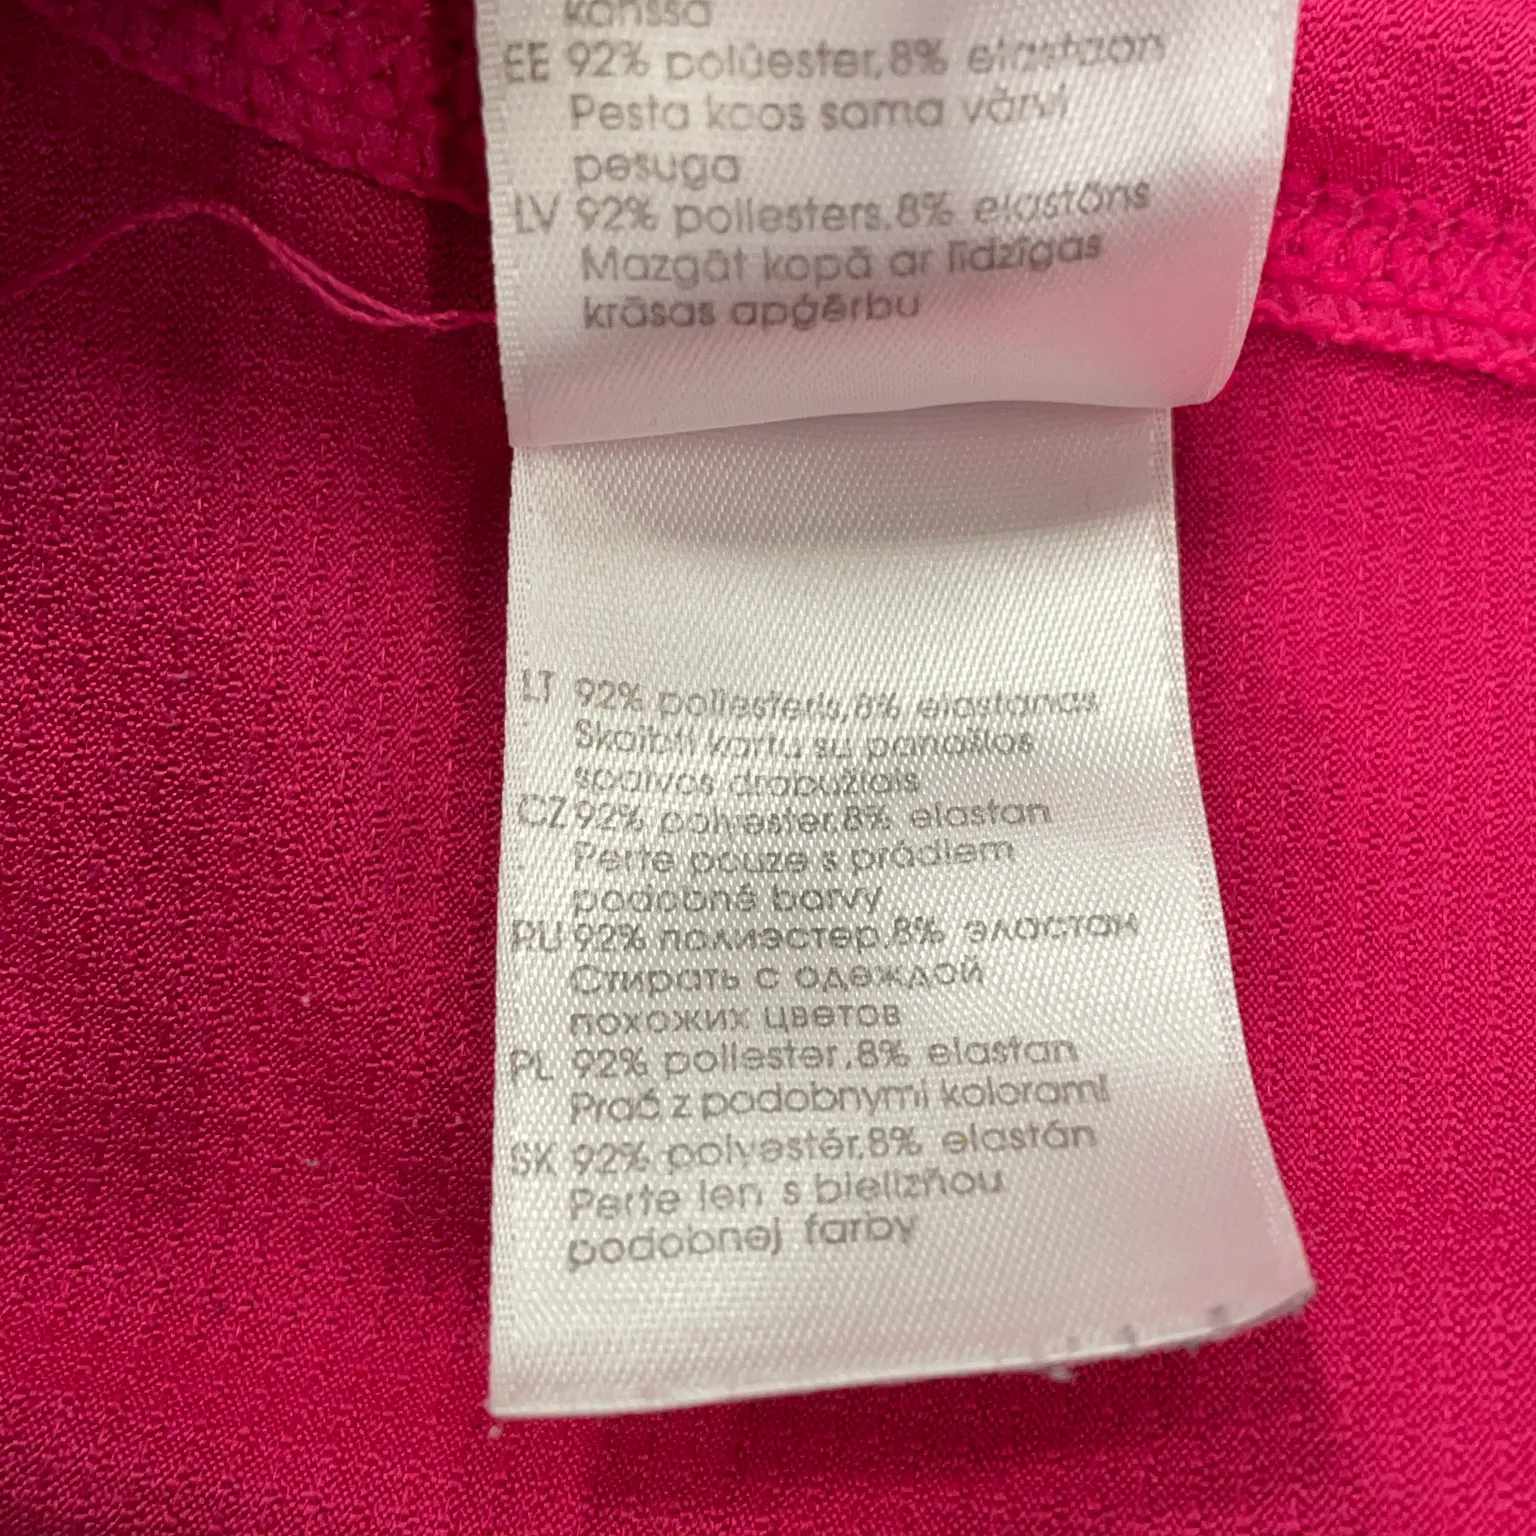 kanssa
EE 92% polüester,8% elastaan
Pesta koos sama värvi
pesuga
LV 92% poliesters,8% elastāns
Mazgāt kopā ar līdzīgas
krāsas apģērbu
LT 92% poliesteris,8% elastanas
Skalbti kartu su panašios
spalvos drabužiais
CZ 92% polyester,8% elastan
Perte pouze s prádlem
podobné barvy
RU 92% полиэстер,8% эластан
Стирать с одеждой
похожих цветов
PL 92% poliester,8% elastan
Prać z podobnymi kolorami
SK 92% polyestér,8% elastán
Perte len s bielizňou
podobnej farby